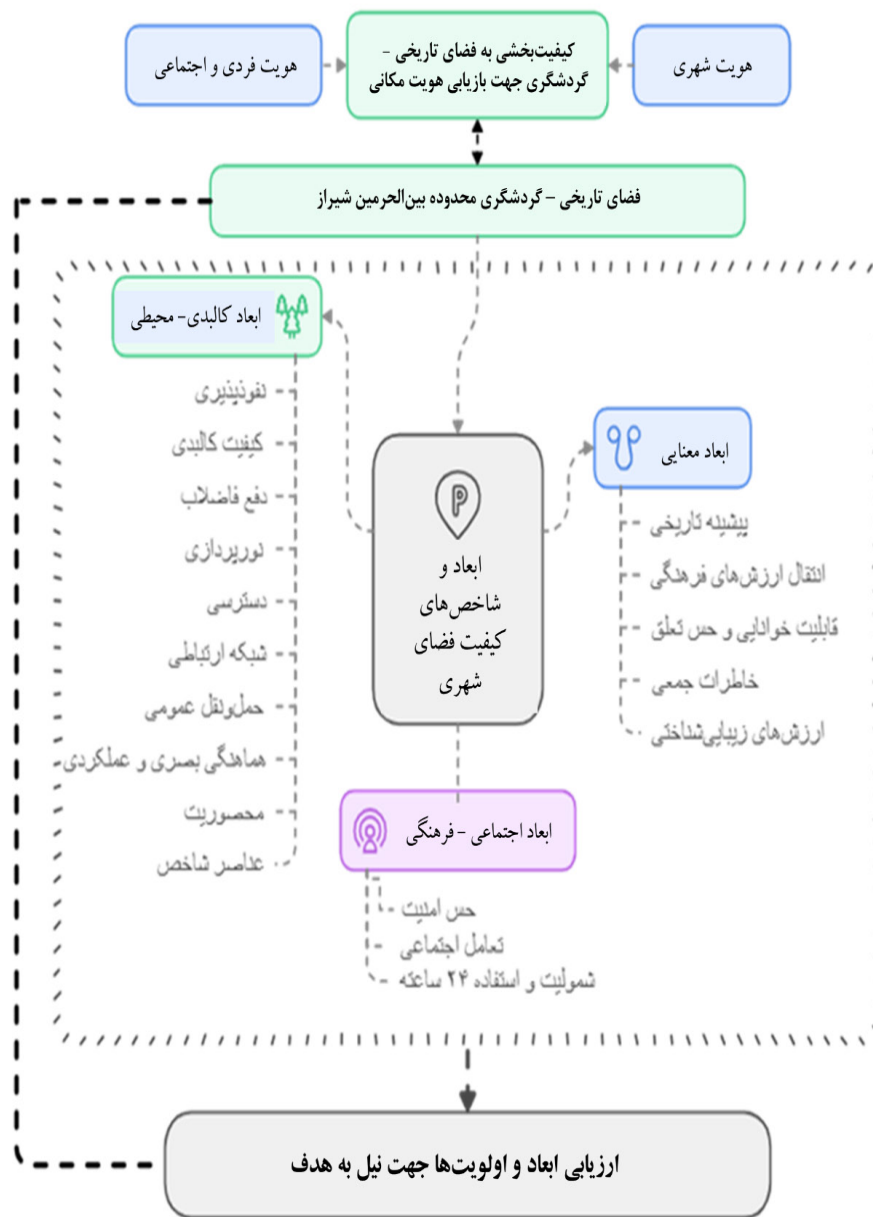 هویت شهری
کیفیت‌بخشی به فضای تاریخی –
گردشگری جهت بازیابی هویت مکانی
هویت فردی و اجتماعی
فضای تاریخی – گردشگری محدوده بین‌الحرمین شیراز
ابعاد کالبدی- محیطی
نفوذپذیری
کیفیت کالبدی
دفع فاضلاب
نورپردازی
دسترسی
شبکه ارتباطی
حمل‌ونقل عمومی
هماهنگی بصری و عملکردی
محصوریت
عناصر شاخص
P
ابعاد و
شاخص‌های
کیفیت فضای
شهری
ابعاد معنایی
پیشینه تاریخی
انتقال ارزش‌های فرهنگی
قابلیت خوانایی و حس تعلق
خاطرات جمعی
ارزش‌های زیبایی‌شناختی
ابعاد اجتماعی – فرهنگی
حس امنیت
تعامل اجتماعی
شمولیت و استفاده ۲۴ ساعته
ارزیابی ابعاد و اولویت‌ها جهت نیل به هدف